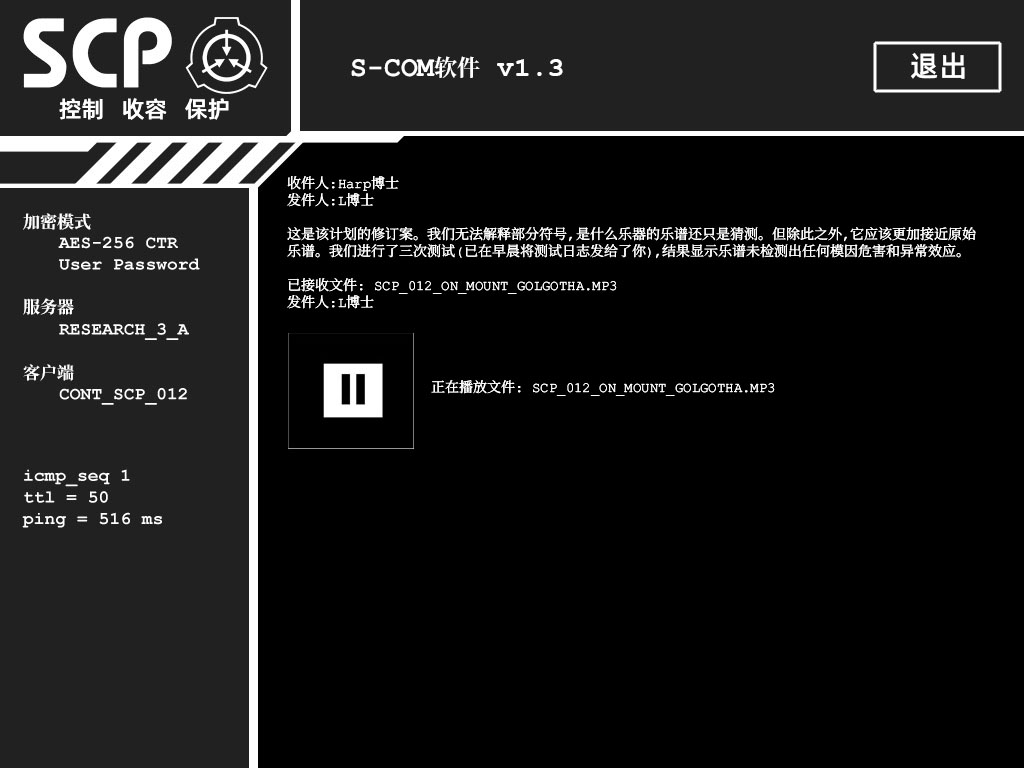 SCP
控制 收容 保护
S-COM软件 v1.3
退出
加密模式
AES-256 CTR
User Password
服务器
RESEARCH_3_A
客户端
CONT_SCP_012
icmp_seq 1
ttl = 50
ping = 516 ms
收件人:Harp博士
发件人:L博士
这是该计划的修订案。我们无法解释部分符号,是什么乐器的乐谱还只是猜测。但除此之外,它应该更加接近原始
乐谱。我们进行了三次测试(已在早晨将测试日志发给了你),结果显示乐谱未检测出任何模因危害和异常效应。
已接收文件: SCP_012_ON_MOUNT_GOLGOTHA.MP3
发件人:L博士
正在播放文件: SCP_012_ON_MOUNT_GOLGOTHA.MP3